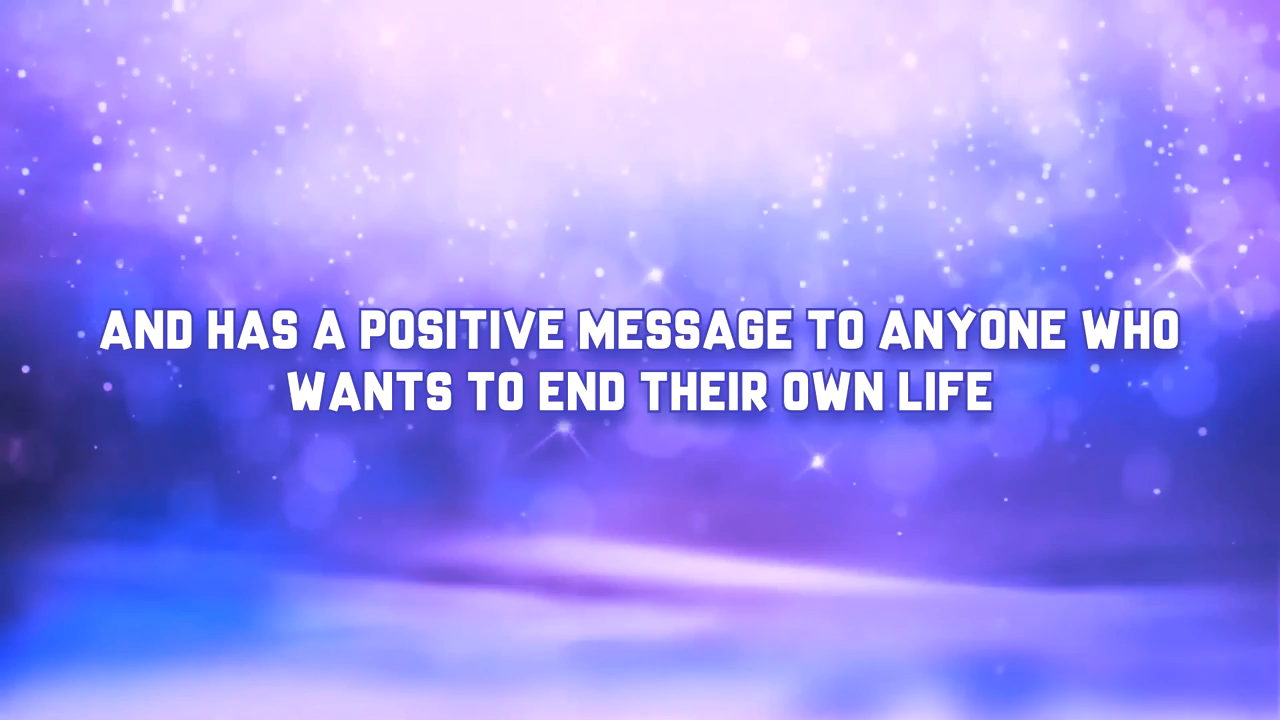 AND HAS A POSITIVE MESSAGE TO ANYONE WHO
WANTS TO END THEIR OWN LIFE